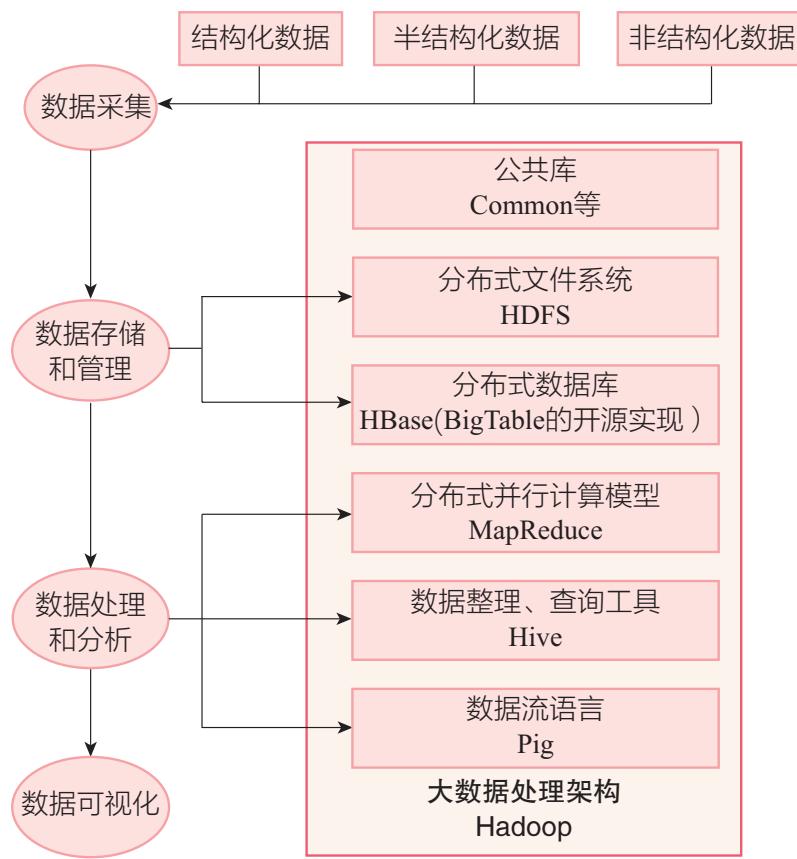 结构化数据
半结构化数据
非结构化数据
数据采集
公共库
Common等
分布式文件系统
HDFS
数据存储
和管理
分布式数据库
HBase(BigTable的开源实现 ）
分布式并行计算模型
MapReduce
数据处理
和分析
数据整理、查询工具
Hive
数据流语言
Pig
数据可视化
大数据处理架构
Hadoop